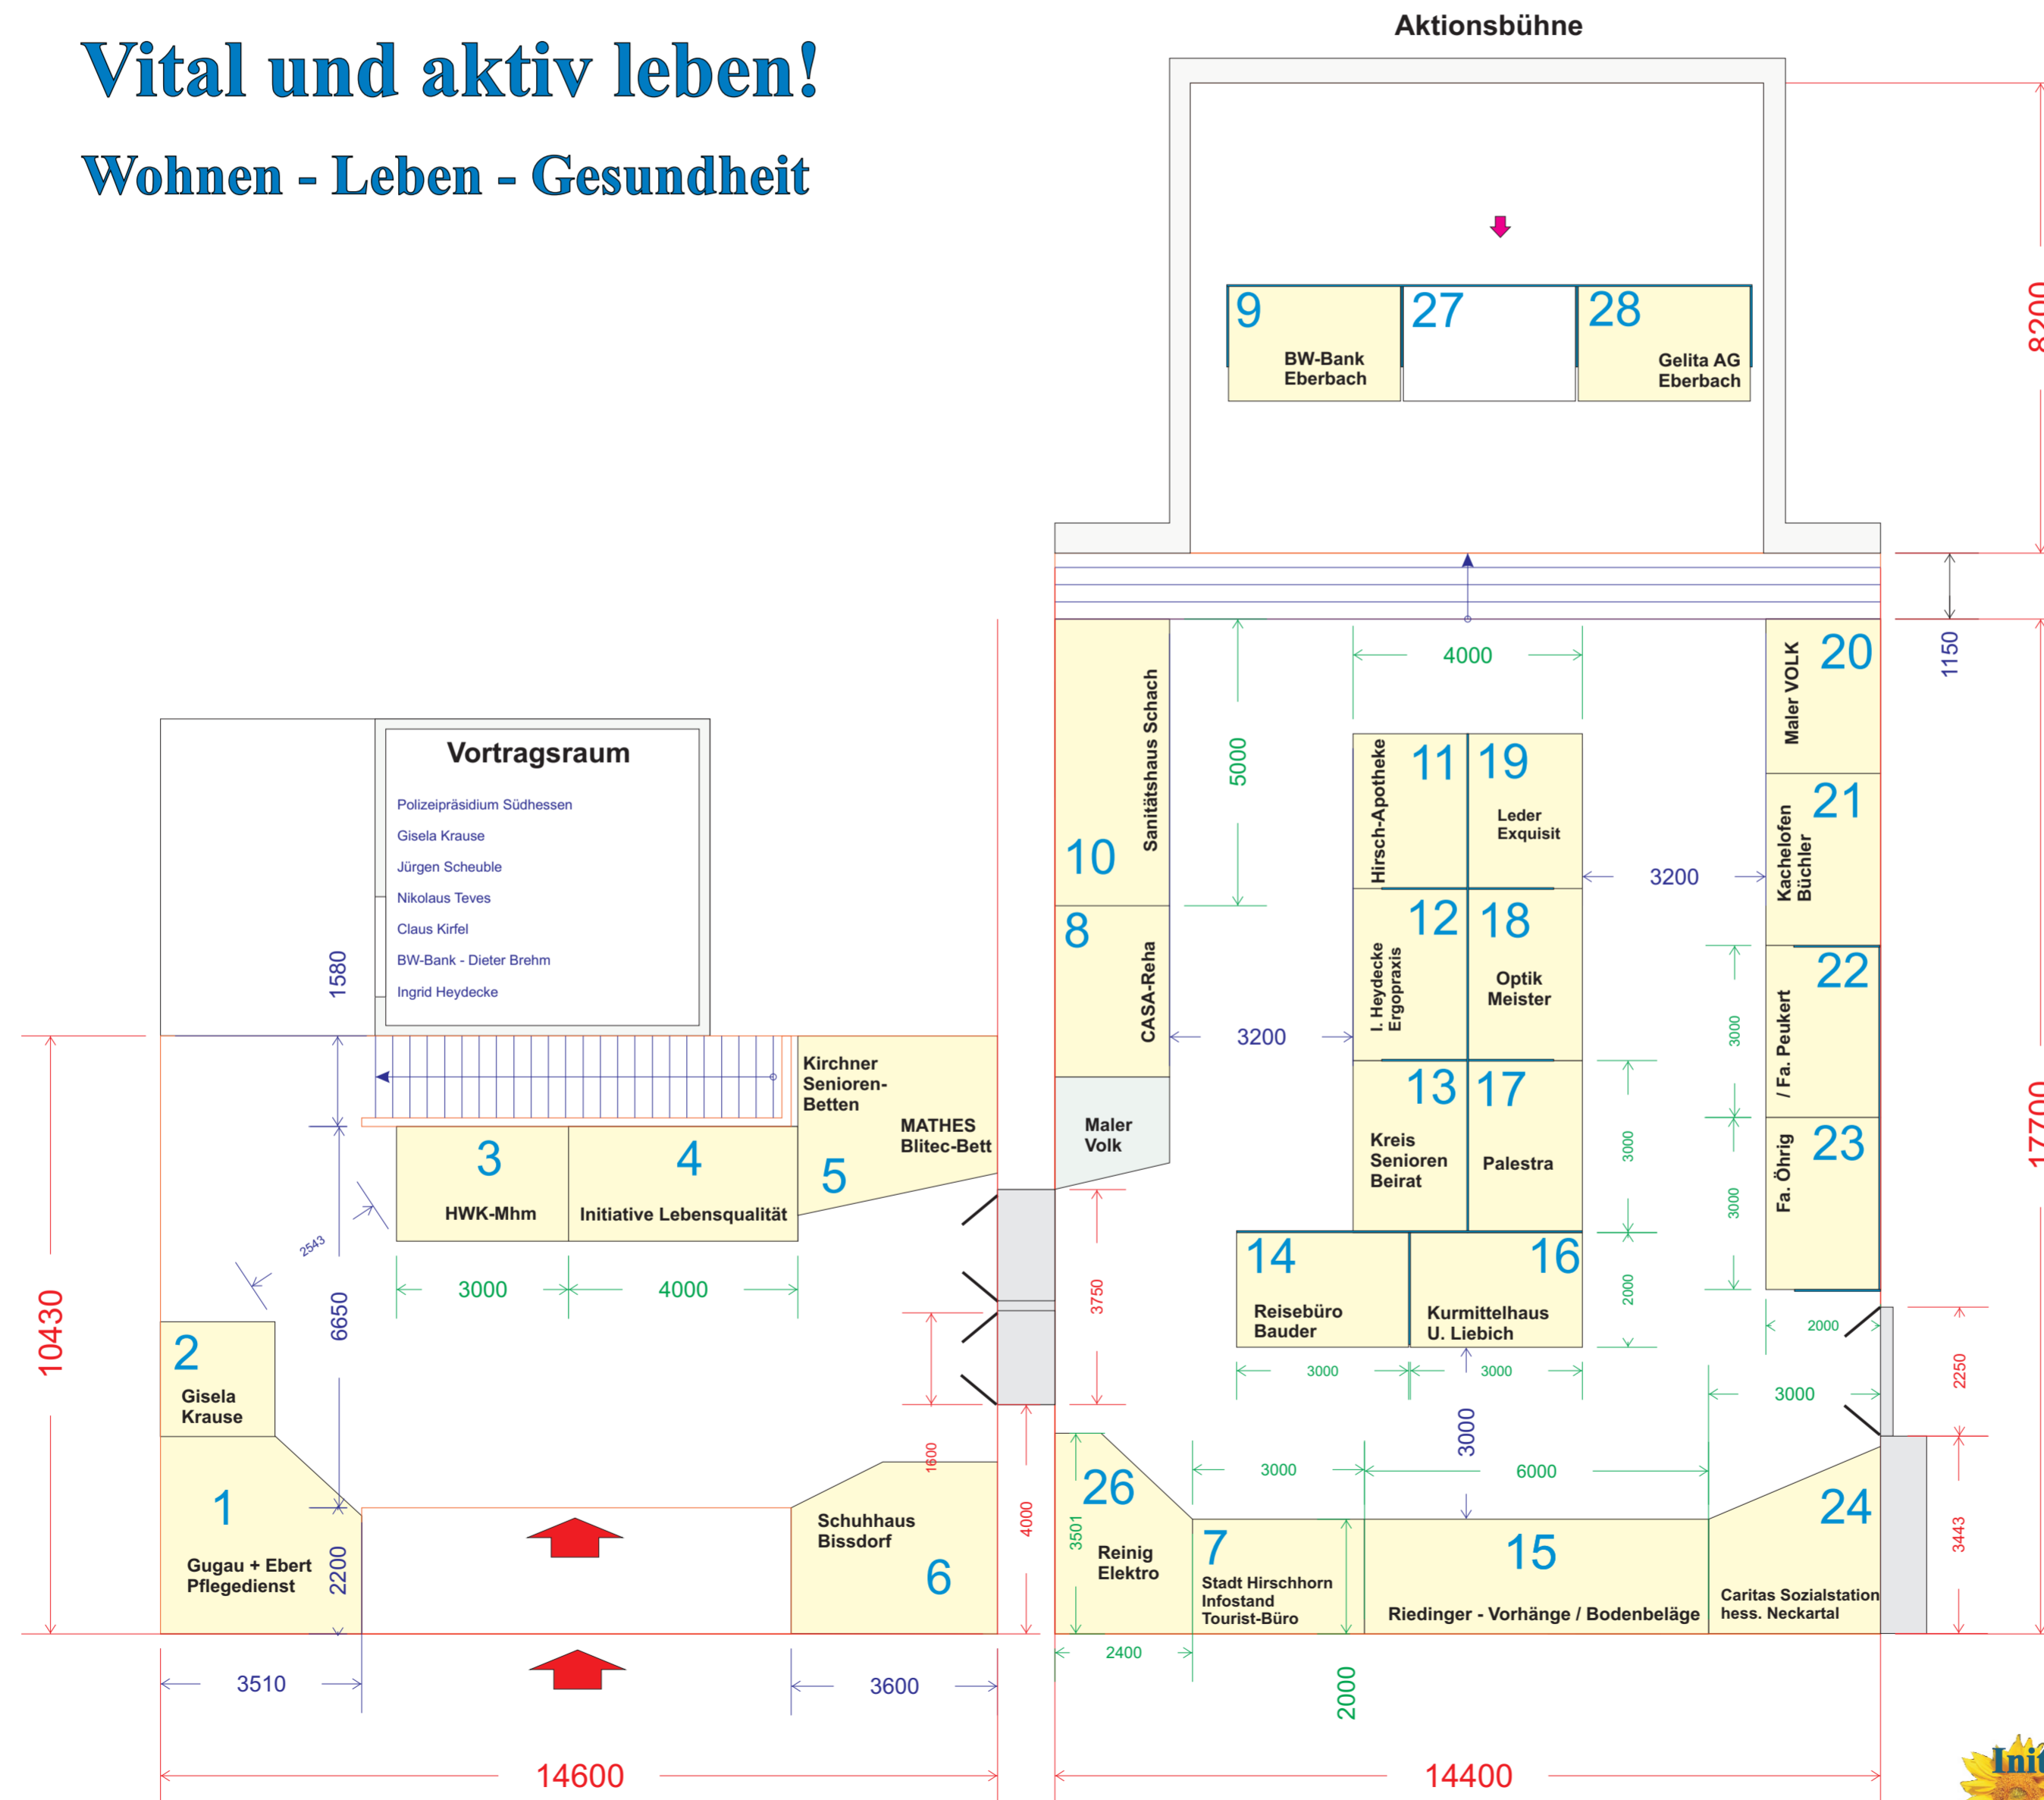 Vital und aktiv leben!
Wohnen - Leben - Gesundheit
Aktionsbühne
9
BW-Bank
Eberbach
27
28
Gelita AG
Eberbach
8200
1150
17700
Vortragsraum
Polizeipräsidium Südhessen
Gisela Krause
Jürgen Scheuble
Nikolaus Teves
Claus Kirfel
BW-Bank - Dieter Brehm
Ingrid Heydecke
1580
10430
6650
2543
2200
Kirchner
Senioren-
Betten
MATHES
Blitec-Bett
5
3
HWK-Mhm
4
Initiative Lebensqualität
3000
4000
2
Gisela
Krause
1
Gugau + Ebert
Pflegedienst
Schuhhaus
Bissdorf
6
3510
3600
14600
1600
4000
3750
10
Sanitätshaus Schach
5000
8
CASA-Reha
Maler
Volk
3200
4000
11
Hirsch-Apotheke
19
Leder
Exquisit
12
I. Heydecke
Ergopraxis
18
Optik
Meister
13
Kreis
Senioren
Beirat
17
Palestra
14
Reisebüro
Bauder
16
Kurmittelhaus
U. Liebich
3000
3000
3000
3000
2000
3200
20
Maler VOLK
21
Kachelofen
Büchler
22
/ Fa. Peukert
23
Fa. Öhrig
3000
3000
2000
3000
2250
3443
26
Reinig
Elektro
3501
3000
6000
7
Stadt Hirschhorn
Infostand
Tourist-Büro
15
Riedinger - Vorhänge / Bodenbeläge
24
Caritas Sozialstation
hess. Neckartal
2400
2000
14400
Init